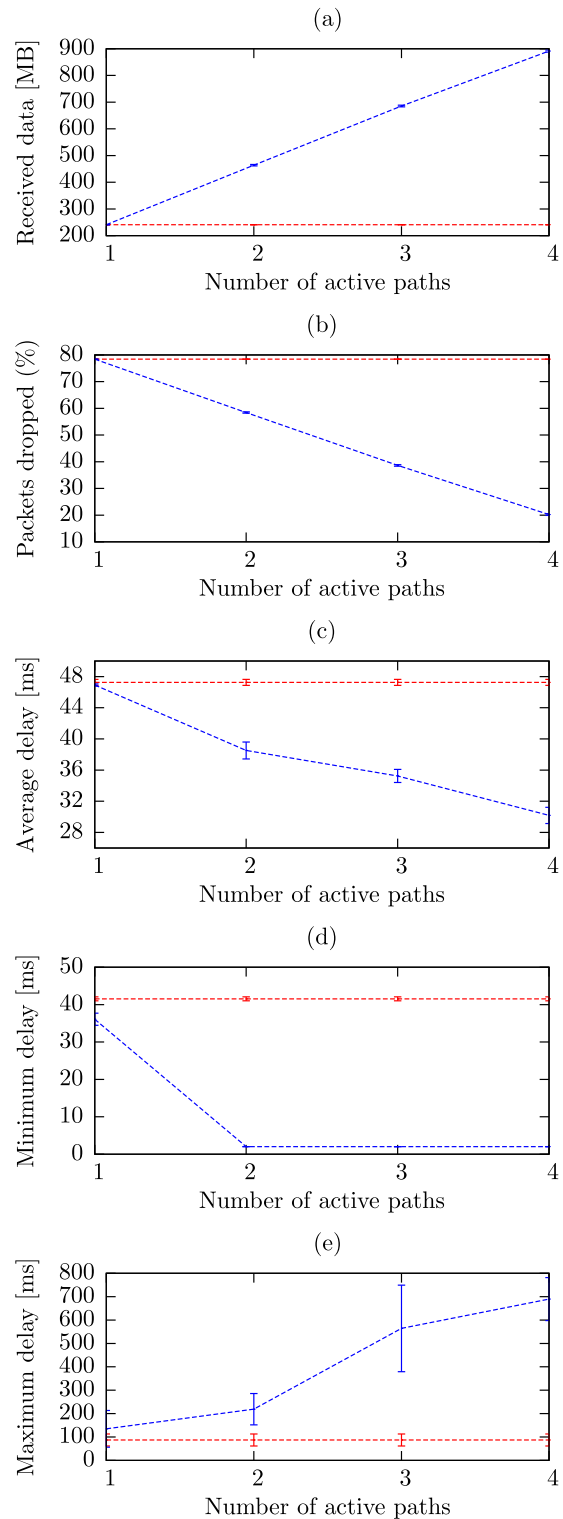 (a)
Received data [MB]
900
800
700
600
500
400
300
200
1 2 3 4
Number of active paths
(b)
Packets dropped (%)
80
70
60
50
40
30
20
10
1 2 3 4
Number of active paths
(c)
Average delay [ms]
48
44
40
36
32
28
1 2 3 4
Number of active paths
(d)
Minimum delay [ms]
50
40
30
20
10
0
1 2 3 4
Number of active paths
(e)
Maximum delay [ms]
800
700
600
500
400
300
200
100
0
1 2 3 4
Number of active paths